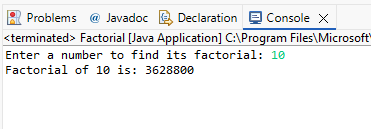 Problems @ Javadoc Declaration Console
<terminated> Factorial [Java Application] C:\Program Files\Microsoft\
Enter a number to find its factorial: 10
Factorial of 10 is: 3628800